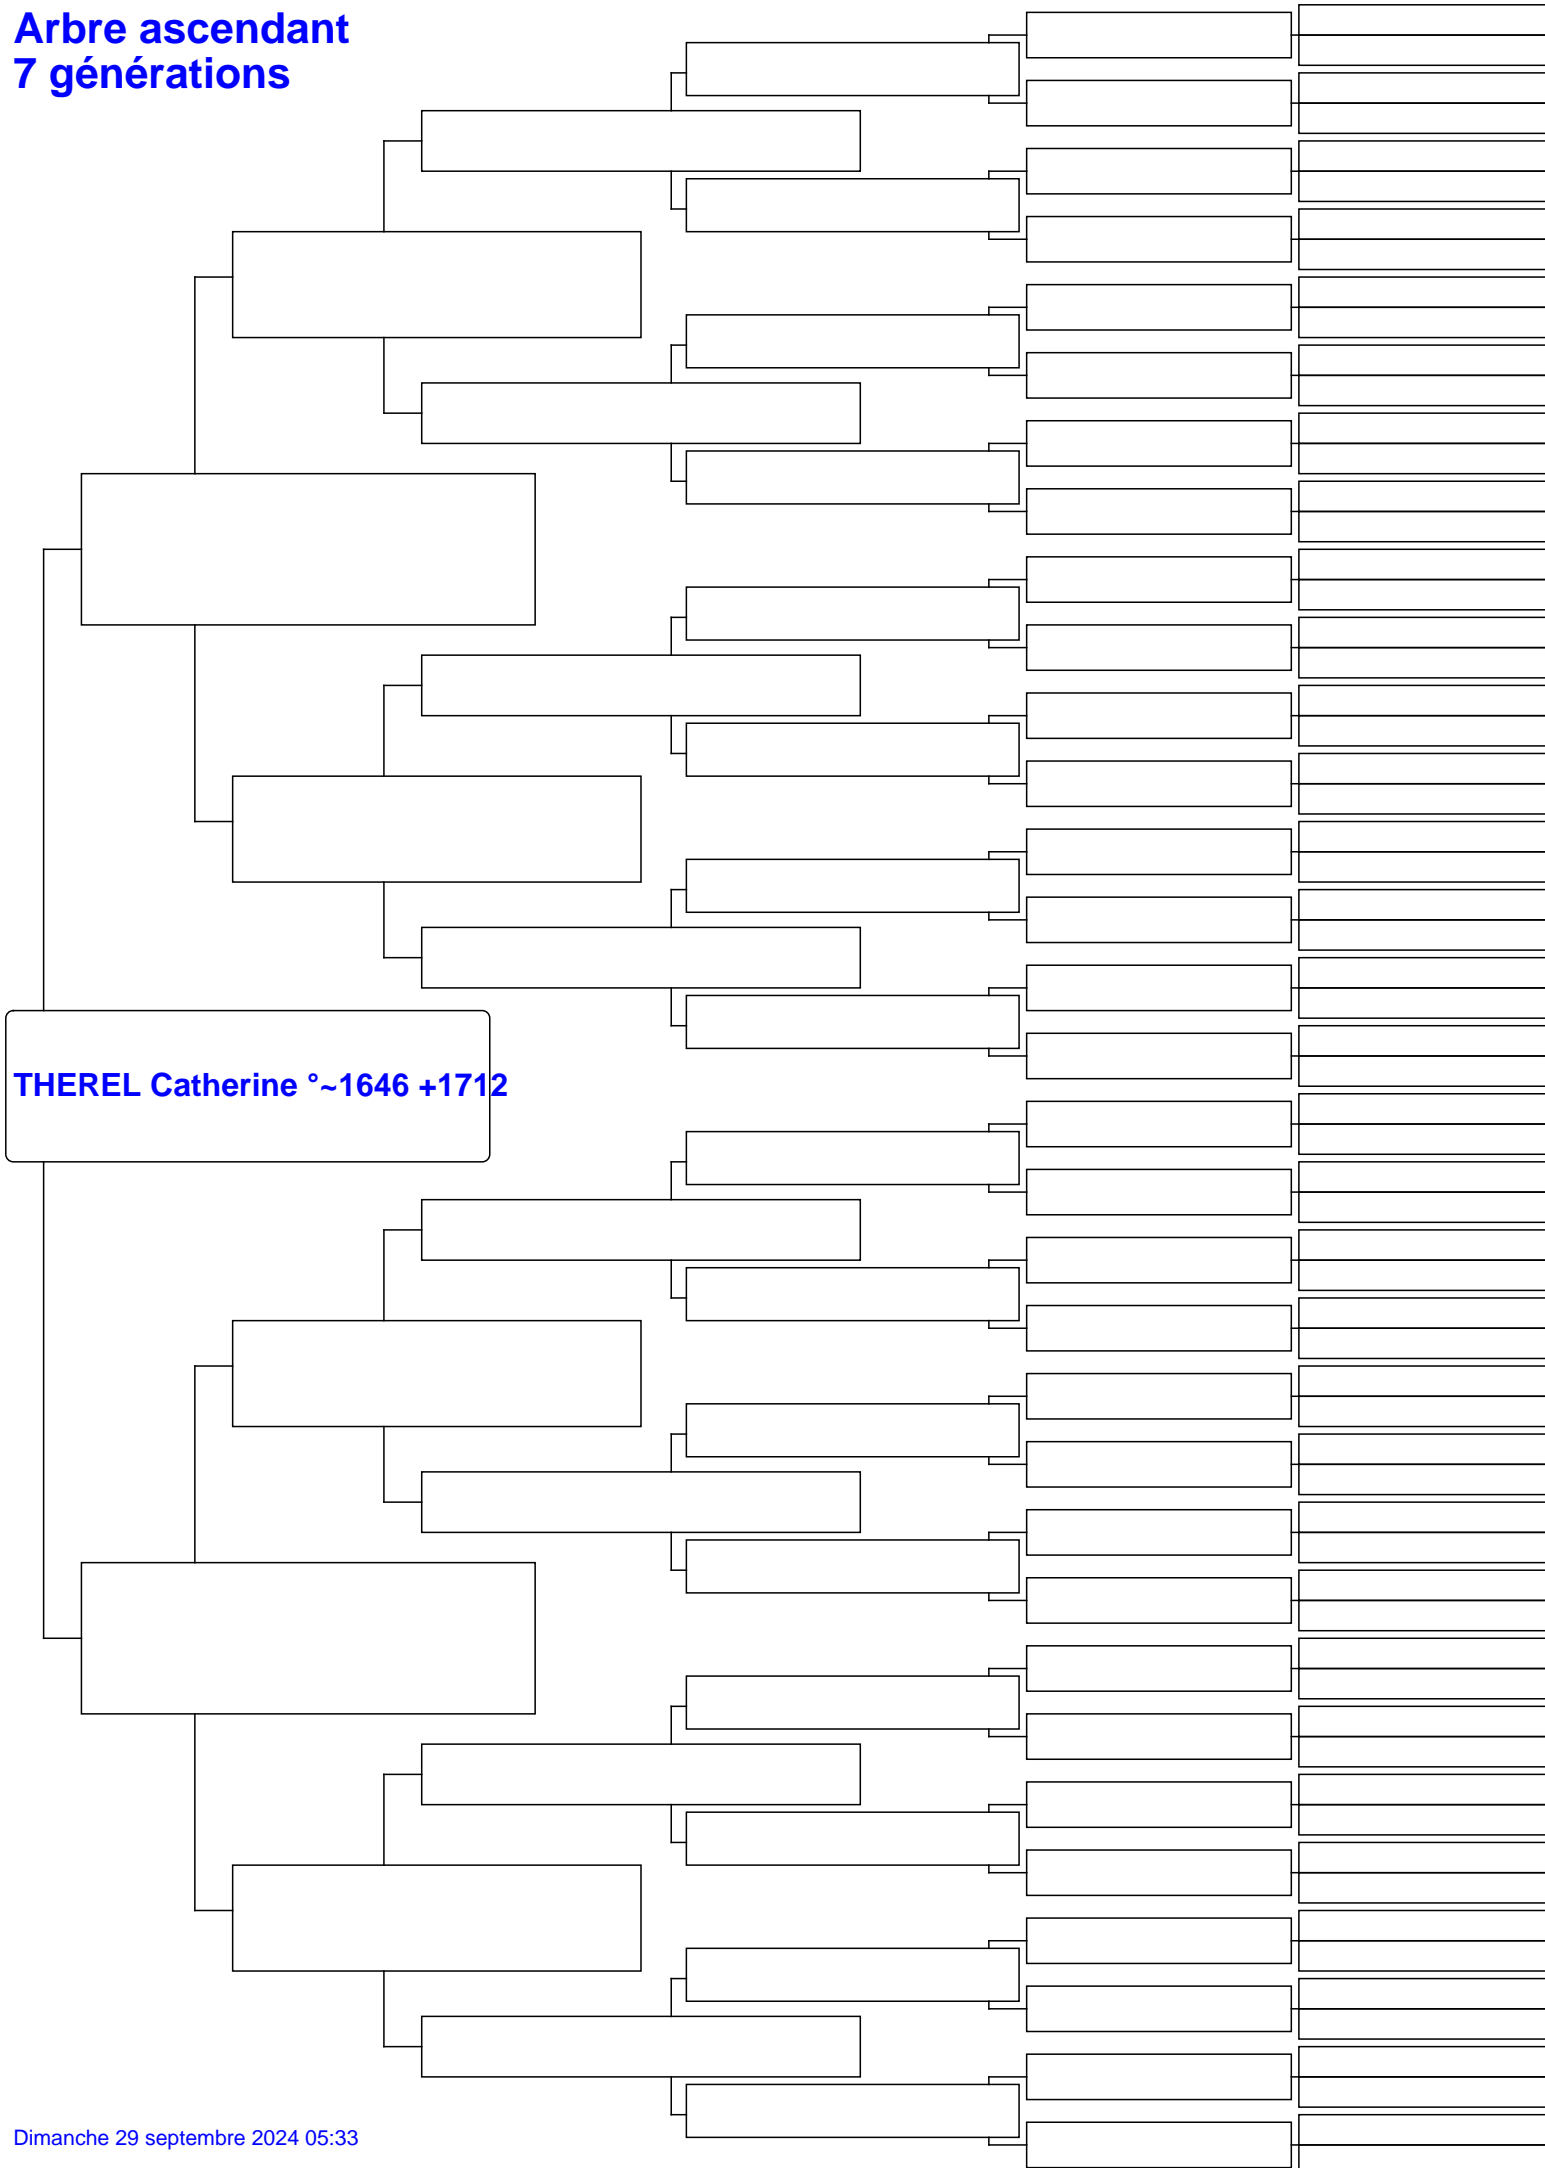 Arbre ascendant
7 générations
THEREL Catherine °~1646 +1712
Dimanche 29 septembre 2024 05:33